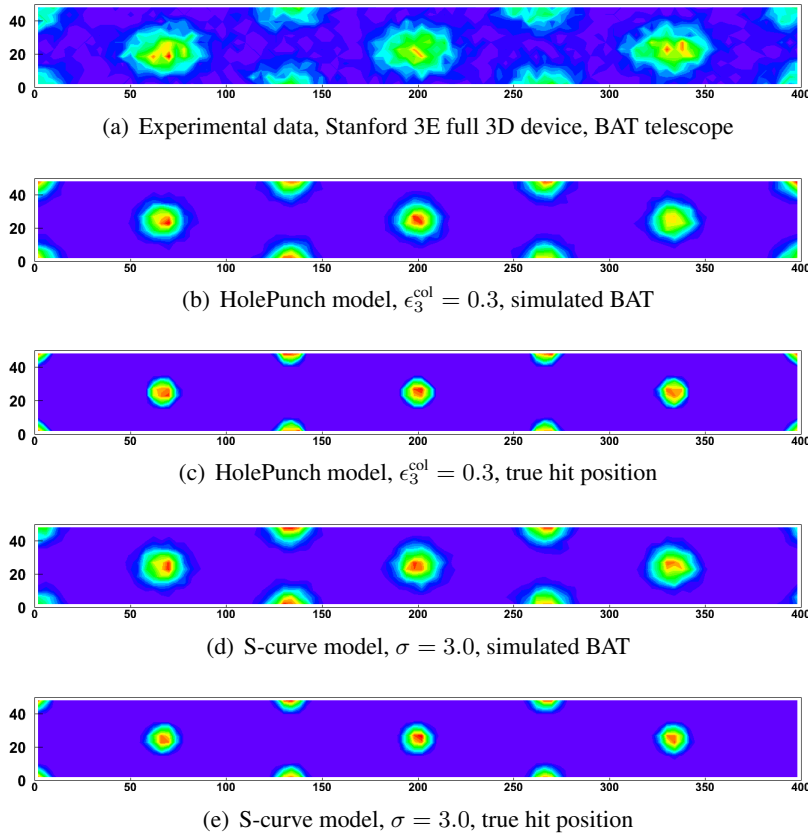 40
20
0
0 50 100 150 200 250 300 350 400
(a) Experimental data, Stanford 3E full 3D device, BAT telescope
40
20
0
0 50 100 150 200 250 300 350 400
(b) HolePunch model, ϵ₃ᶜᵒˡ = 0.3, simulated BAT
40
20
0
0 50 100 150 200 250 300 350 400
(c) HolePunch model, ϵ₃ᶜᵒˡ = 0.3, true hit position
40
20
0
0 50 100 150 200 250 300 350 400
(d) S-curve model, σ = 3.0, simulated BAT
40
20
0
0 50 100 150 200 250 300 350 400
(e) S-curve model, σ = 3.0, true hit position